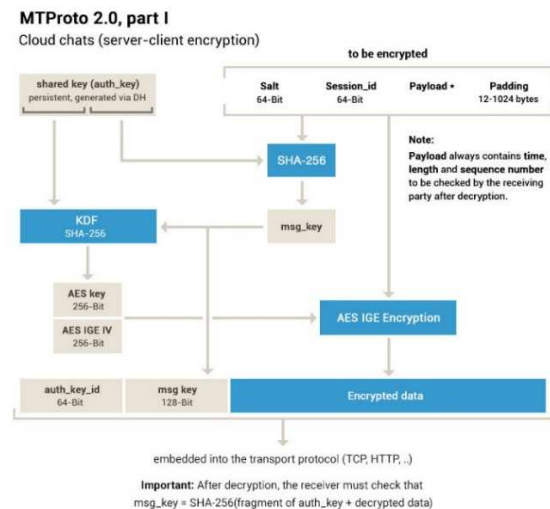 MTProto 2.0, part I
Cloud chats (server-client encryption)
to be encrypted
shared key (auth_key)
persistent, generated via DH
Salt
64-Bit
Session_id
64-Bit
Payload *
Padding
12-1024 bytes
Note:
Payload always contains time,
length and sequence number
to be checked by the receiving
party after decryption.
SHA-256
KDF
SHA-256
msg_key
AES key
256-Bit
AES IGE IV
256-Bit
AES IGE Encryption
auth_key_id
64-Bit
msg key
128-Bit
Encrypted data
embedded into the transport protocol (TCP, HTTP, ..)
Important: After decryption, the receiver must check that
msg_key = SHA-256(fragment of auth_key + decrypted data)